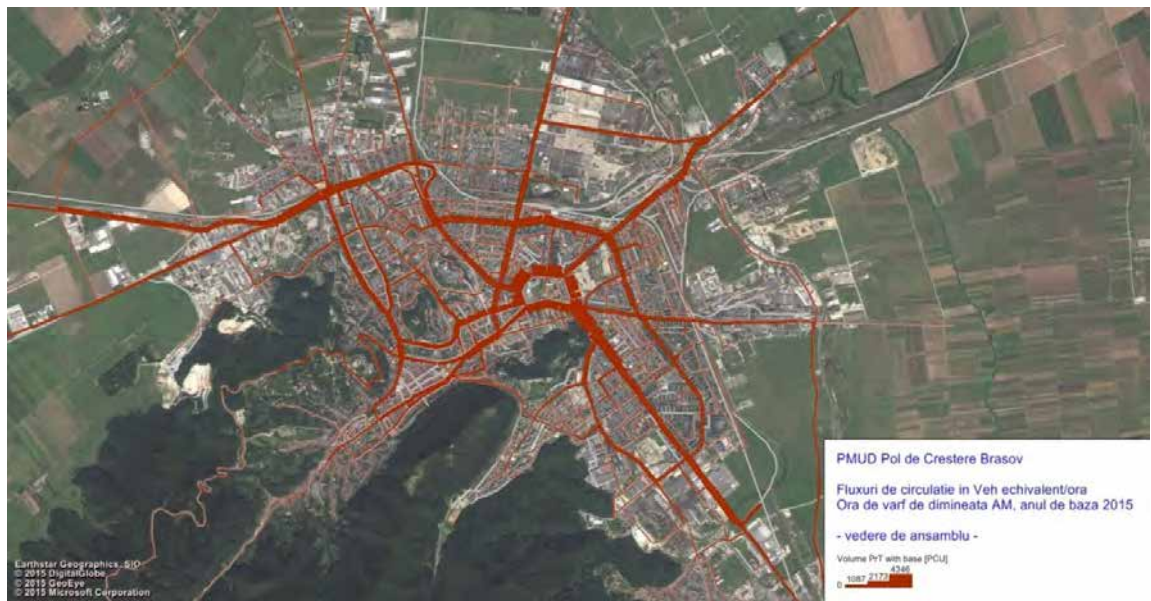 PMUD Pol de Crestere Brasov
Fluxuri de circulatie in Veh echivalent/ora
Ora de varf de dimineata AM, anul de baza 2015
- vedere de ansamblu -
Volume PrT with base [PCU]
0 1087 2173 4346
Earthstar Geographics, SIO
© 2015 DigitalGlobe
© 2015 GeoEye
© 2015 Microsoft Corporation